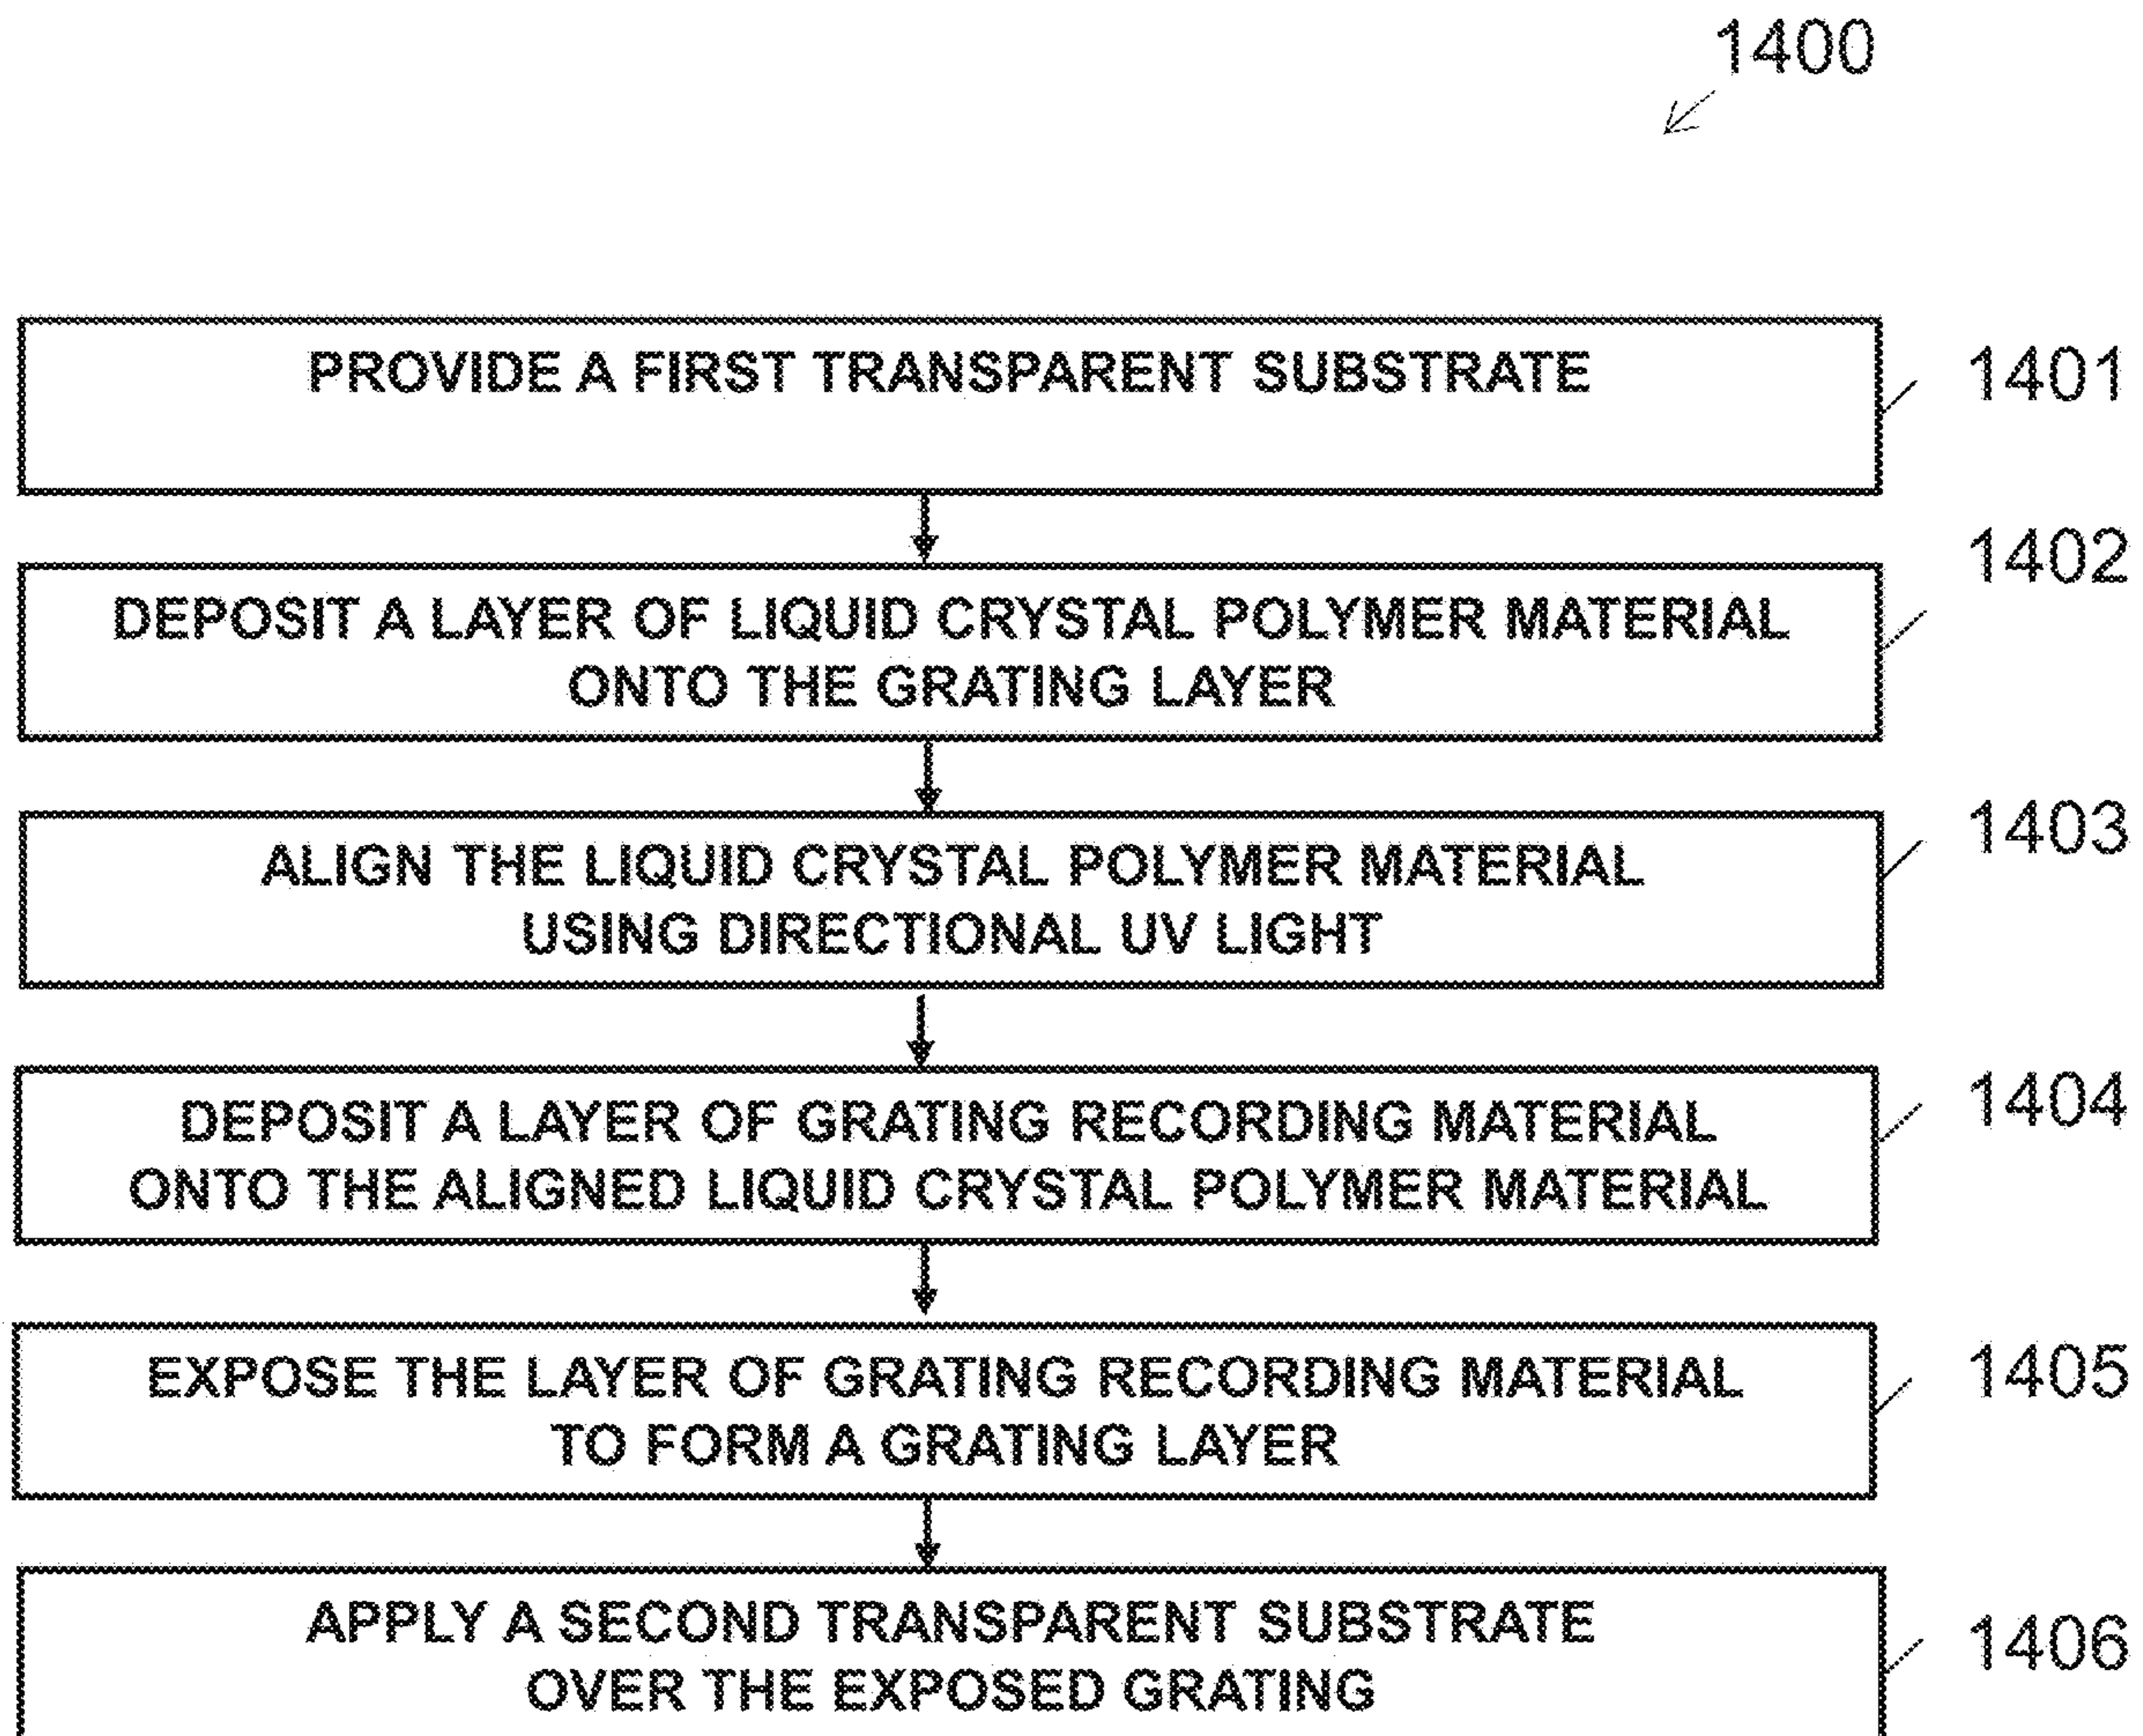 1400
PROVIDE A FIRST TRANSPARENT SUBSTRATE
1401
DEPOSIT A LAYER OF LIQUID CRYSTAL POLYMER MATERIAL
ONTO THE GRATING LAYER
1402
ALIGN THE LIQUID CRYSTAL POLYMER MATERIAL
USING DIRECTIONAL UV LIGHT
1403
DEPOSIT A LAYER OF GRATING RECORDING MATERIAL
ONTO THE ALIGNED LIQUID CRYSTAL POLYMER MATERIAL
1404
EXPOSE THE LAYER OF GRATING RECORDING MATERIAL
TO FORM A GRATING LAYER
1405
APPLY A SECOND TRANSPARENT SUBSTRATE
OVER THE EXPOSED GRATING
1406